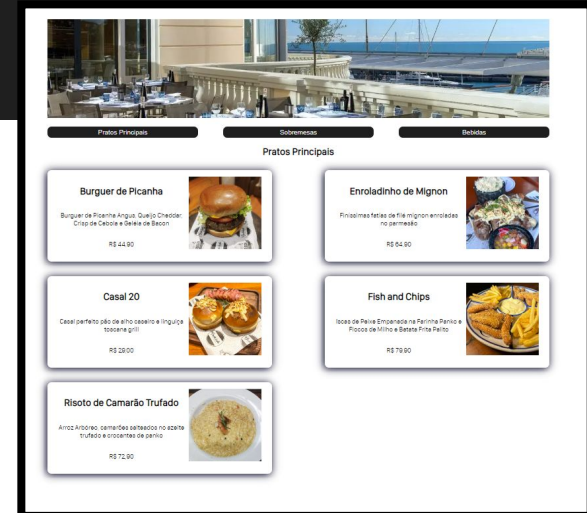 Pratos Principais
Sobremesas
Bebidas
Pratos Principais
Burguer de Picanha
Burguer de Picanha Angus, Queijo Cheddar,
Crisp de Cebola e Geleia de Bacon
R$ 44,90
Enroladinho de Mignon
Finíssimas fatias de filé mignon enroladas
no parmesão
R$ 64,90
Casal 20
Casal perfeito pão de alho caseiro e linguiça
toscana grill
R$ 29,00
Fish and Chips
Iscas de Peixe Empanada na Farinha Panko e
Flocos de Milho e Batata Frita Palito
R$ 79,90
Risoto de Camarão Trufado
Arroz Arbóreo, camarões salteados no azeite
trufado e crocantes de panko
R$ 72,90